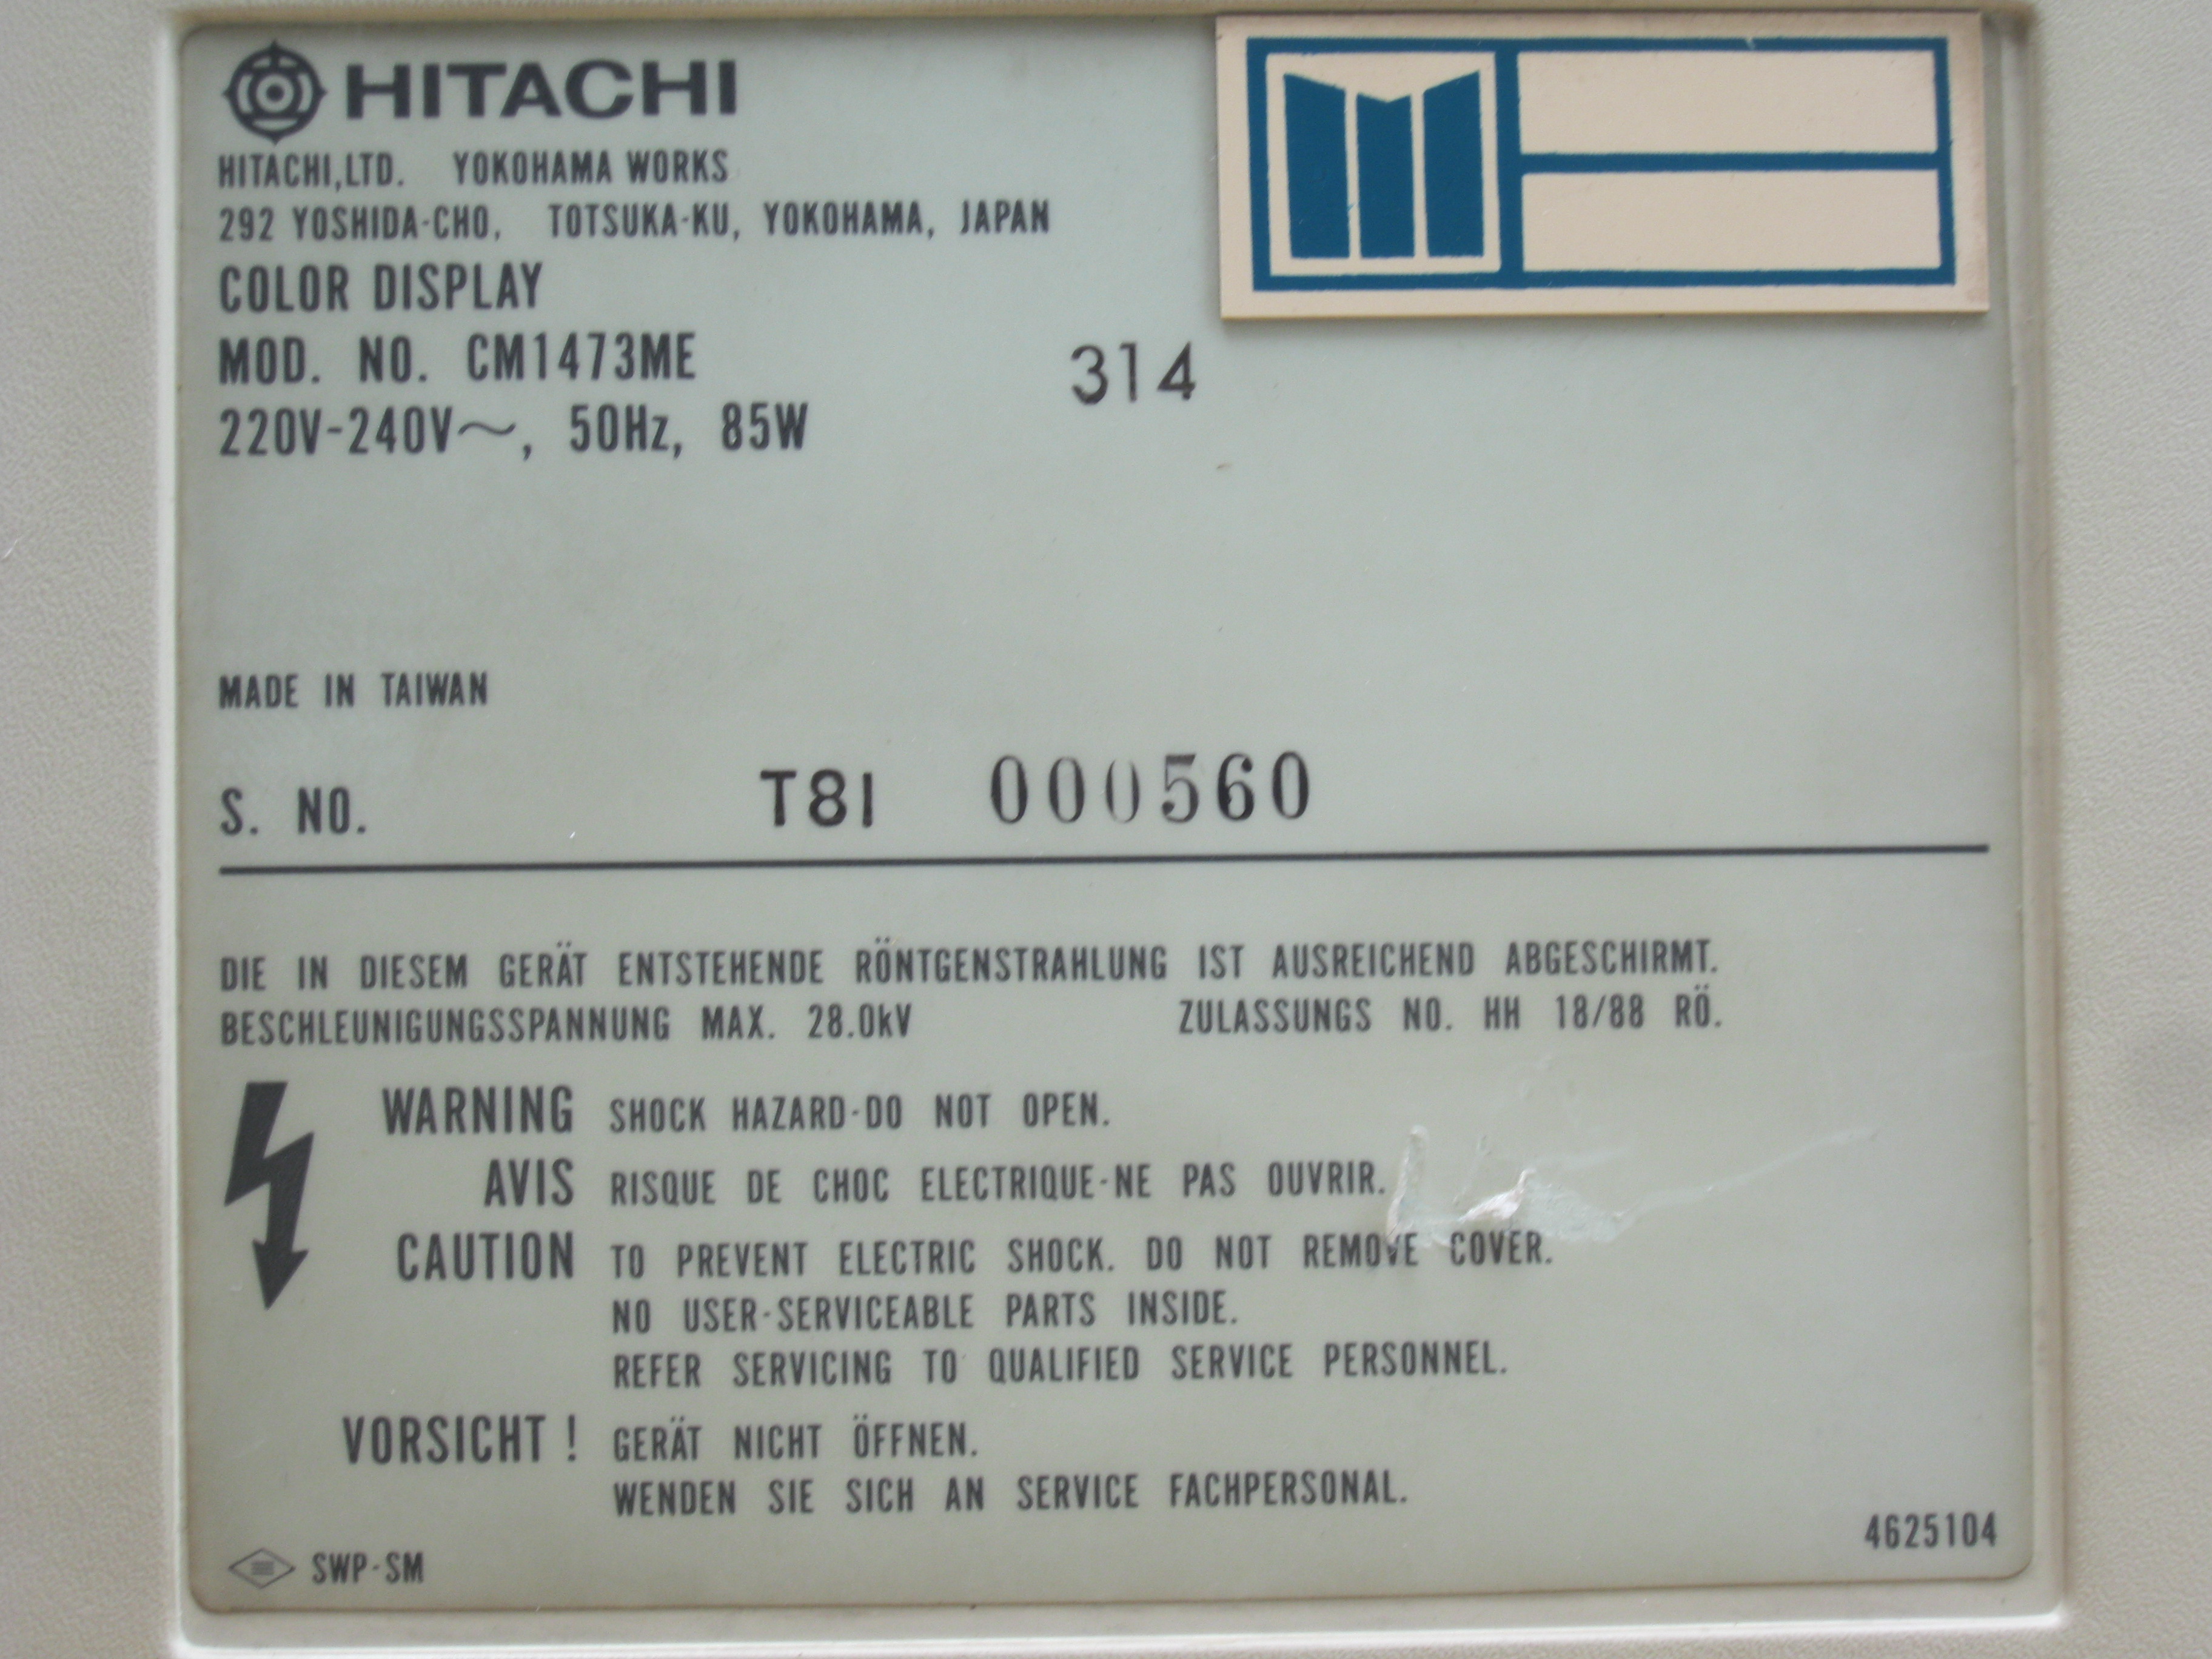 HITACHI
HITACHI,LTD. YOKOHAMA WORKS
292 YOSHIDA-CHO, TOTSUKA-KU, YOKOHAMA, JAPAN
COLOR DISPLAY
MOD. NO. CM1473ME 314
220V-240V～, 50Hz, 85W
MADE IN TAIWAN
S. NO. T8I 000560
DIE IN DIESEM GERÄT ENTSTEHENDE RÖNTGENSTRAHLUNG IST AUSREICHEND ABGESCHIRMT.
BESCHLEUNIGUNGSSPANNUNG MAX. 28.0kV ZULASSUNGS NO. HH 18/88 RÖ.
WARNING SHOCK HAZARD-DO NOT OPEN.
AVIS RISQUE DE CHOC ELECTRIQUE-NE PAS OUVRIR.
CAUTION TO PREVENT ELECTRIC SHOCK. DO NOT REMOVE COVER.
NO USER-SERVICEABLE PARTS INSIDE.
REFER SERVICING TO QUALIFIED SERVICE PERSONNEL.
VORSICHT! GERÄT NICHT ÖFFNEN.
WENDEN SIE SICH AN SERVICE FACHPERSONAL.
4625104
SWP-SM